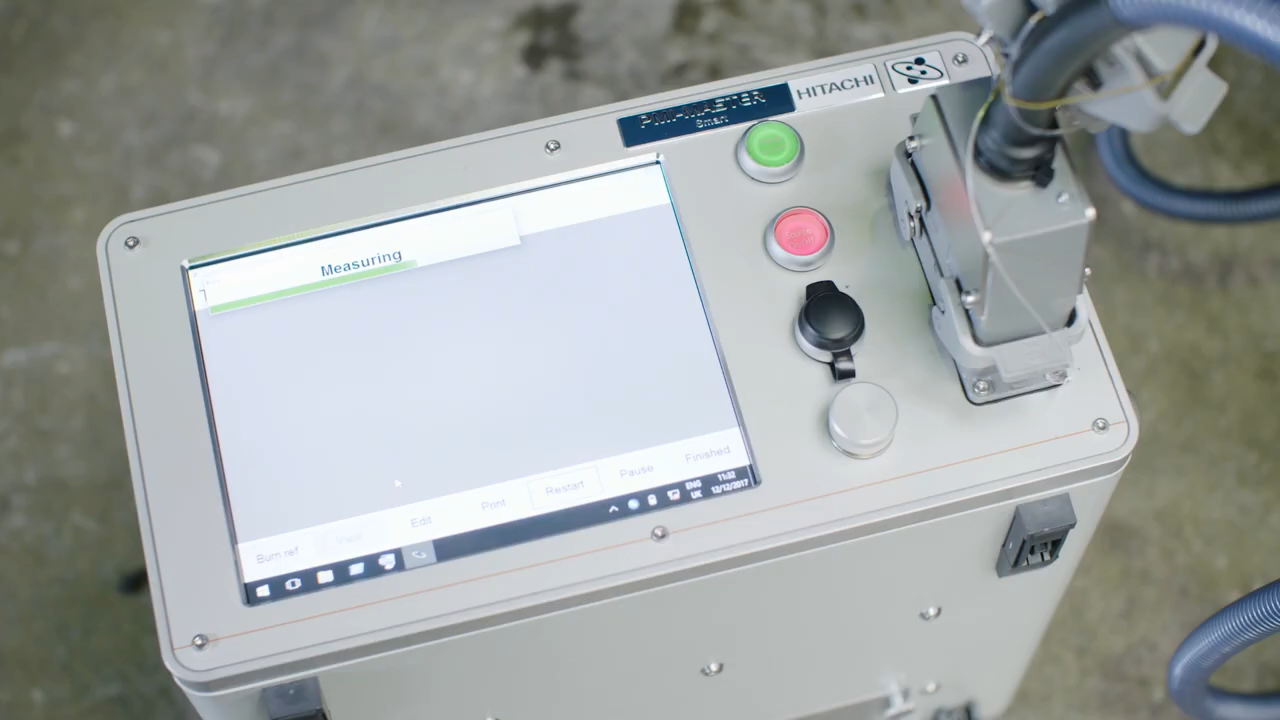 PMI-MASTER
Smart
HITACHI
Measuring
Burn ref
Edit
Print
Restart
Pause
Finished
ENG
UK
11:32
12/12/2017